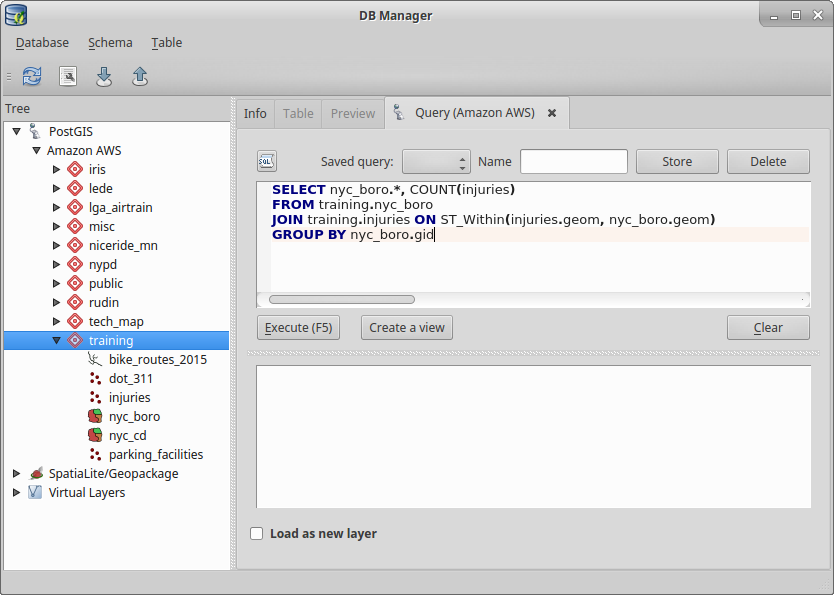 DB Manager
Database Schema Table
Tree
PostGIS
Amazon AWS
iris
lede
lga_airtrain
misc
niceride_mn
nypd
public
rudin
tech_map
training
bike_routes_2015
dot_311
injuries
nyc_boro
nyc_cd
parking_facilities
SpatiaLite/Geopackage
Virtual Layers
Info Table Preview Query (Amazon AWS)
SQL Saved query: Name Store Delete
SELECT nyc_boro.*, COUNT(injuries)
FROM training.nyc_boro
JOIN training.injuries ON ST_Within(injuries.geom, nyc_boro.geom)
GROUP BY nyc_boro.gid
Execute (F5) Create a view Clear
Load as new layer